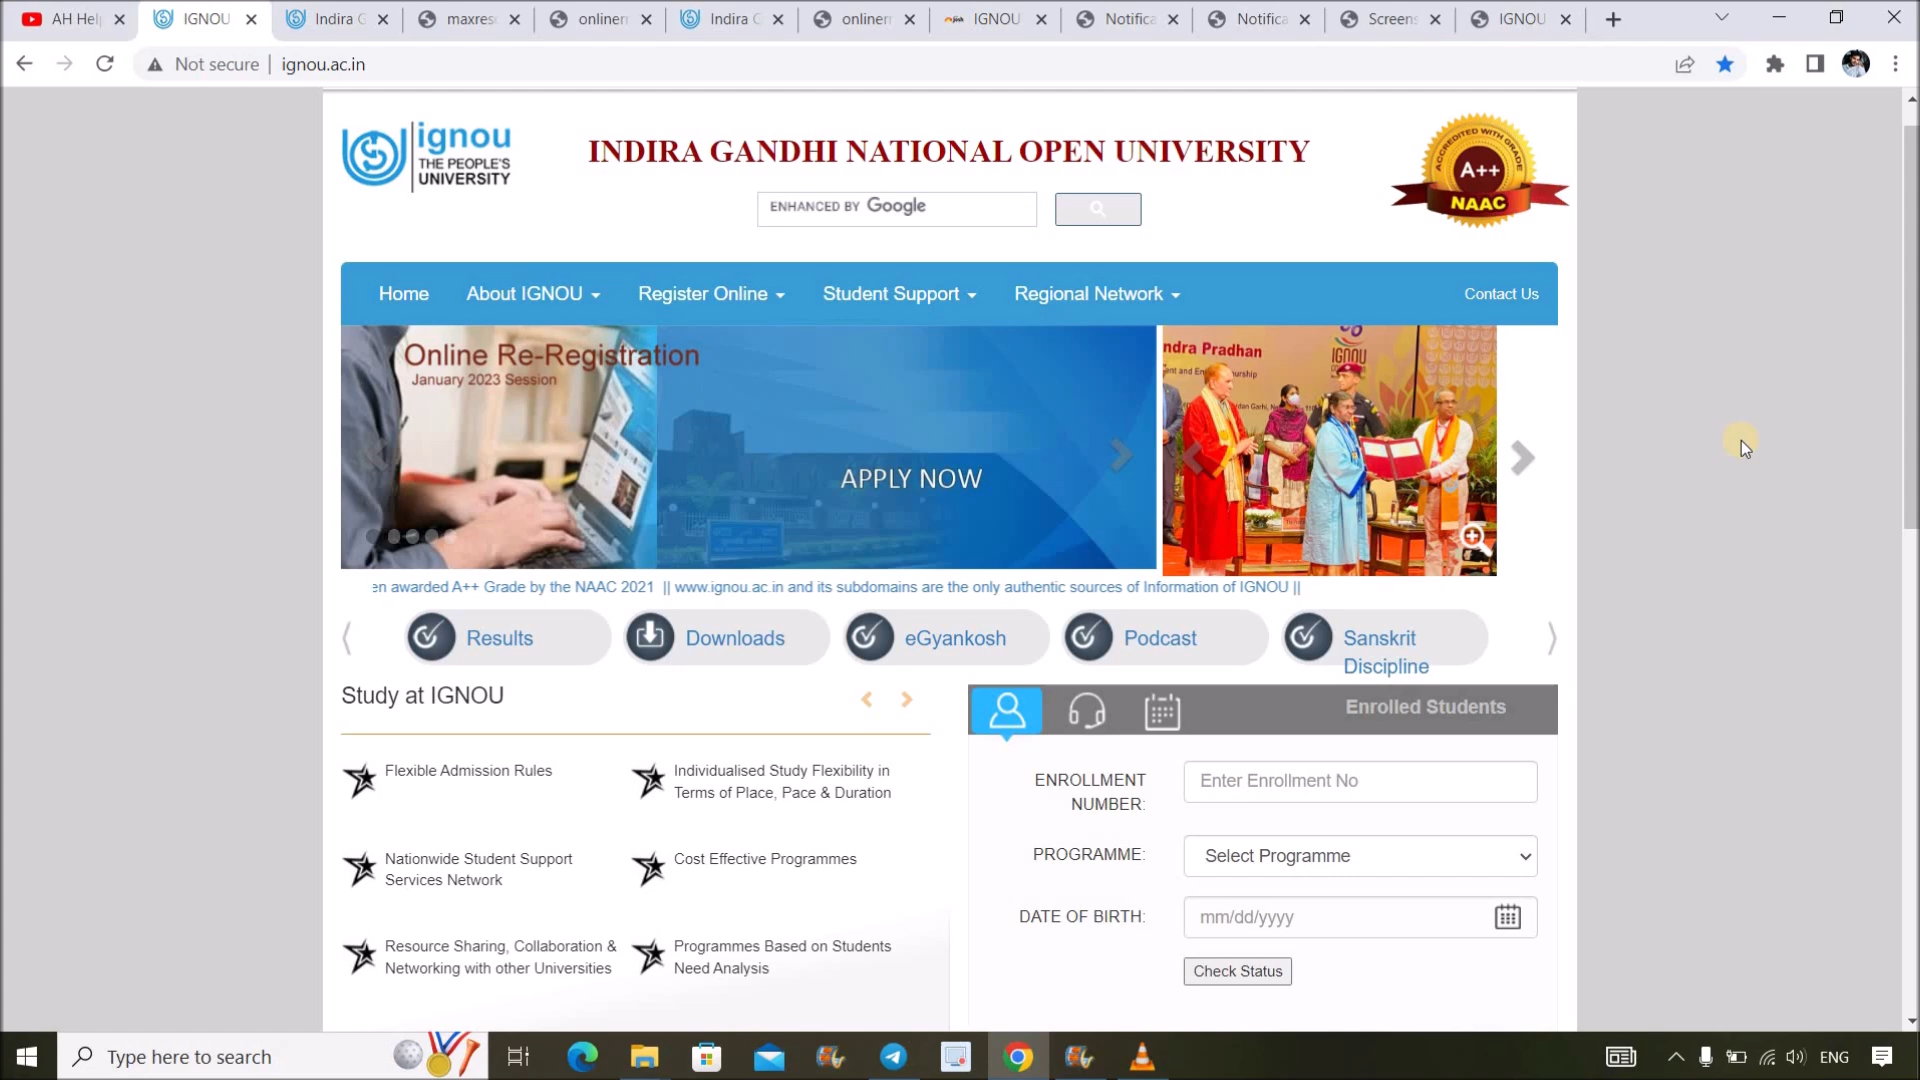 AH Hel
IGNOU
Indira G
maxres
onliner
Indira G
onliner
IGNOU
Notifica
Notifica
Screens
IGNOU
Not secure
ignou.ac.in
ignou
THE PEOPLE'S
UNIVERSITY
INDIRA GANDHI NATIONAL OPEN UNIVERSITY
ACCREDITED WITH GRADE
A++
NAAC
ENHANCED BY Google
Home
About IGNOU
Register Online
Student Support
Regional Network
Contact Us
Online Re-Registration
January 2023 Session
APPLY NOW
ndra Pradhan
IGNOU
en awarded A++ Grade by the NAAC 2021 || www.ignou.ac.in and its subdomains are the only authentic sources of Information of IGNOU ||
Results
Downloads
eGyankosh
Podcast
Sanskrit
Discipline
Study at IGNOU
Enrolled Students
Flexible Admission Rules
Individualised Study Flexibility in
Terms of Place, Pace & Duration
Nationwide Student Support
Services Network
Cost Effective Programmes
Resource Sharing, Collaboration &
Networking with other Universities
Programmes Based on Students
Need Analysis
ENROLLMENT
NUMBER:
Enter Enrollment No
PROGRAMME:
Select Programme
DATE OF BIRTH:
mm/dd/yyyy
Check Status
Type here to search
ENG